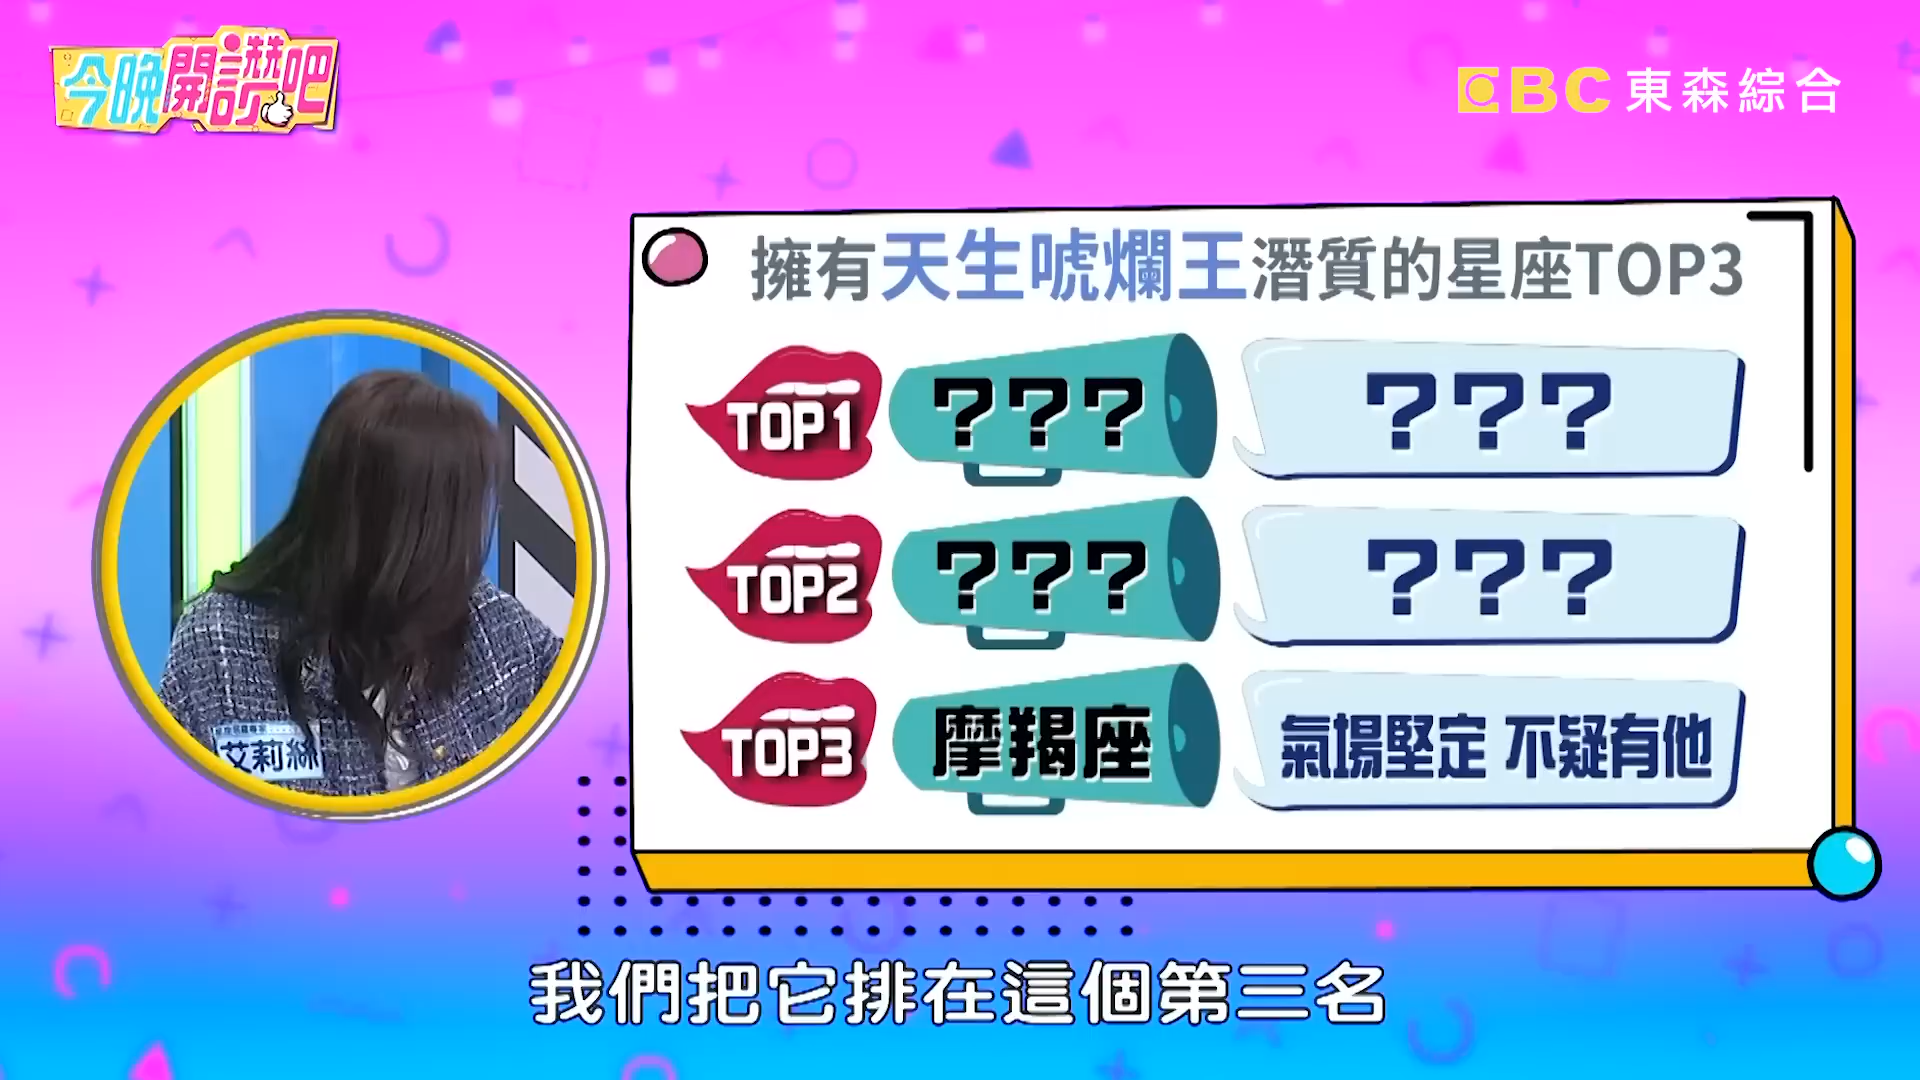 今晚開讚吧
EBC 東森綜合
擁有天生唬爛王潛質的星座TOP3
TOP1 ??? ???
TOP2 ??? ???
TOP3 摩羯座 氣場堅定 不疑有他
艾莉絲
我們把它排在這個第三名